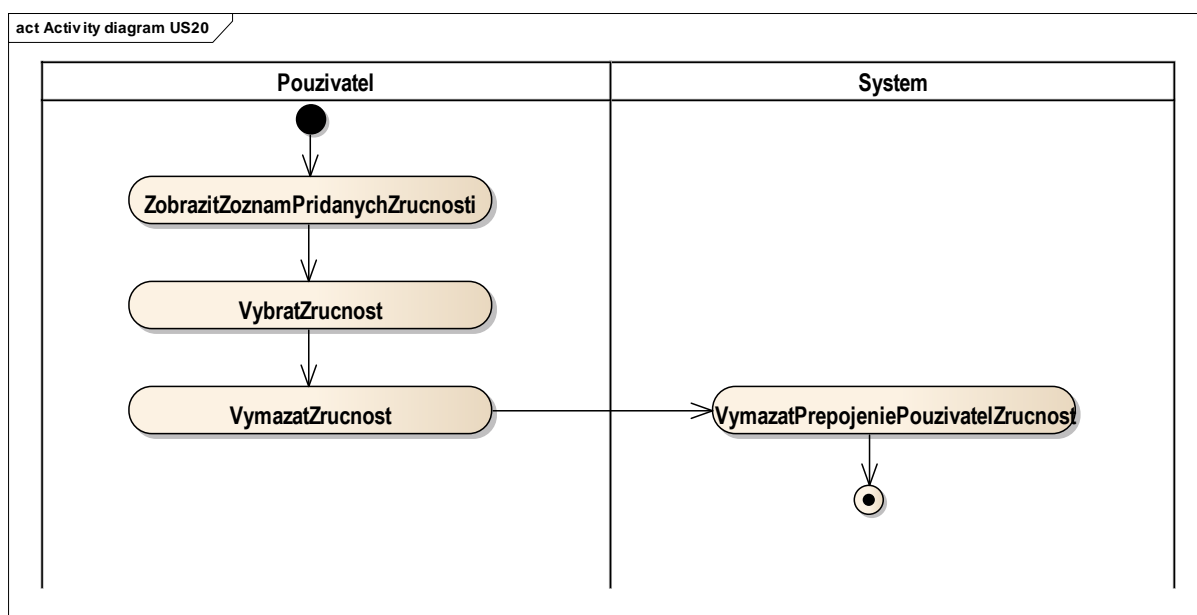 act Activity diagram US20
Pouzivatel
System
ZobrazitZoznamPridanychZrucnosti
VybratZrucnost
VymazatZrucnost
VymazatPrepojeniePouzivatelZrucnost